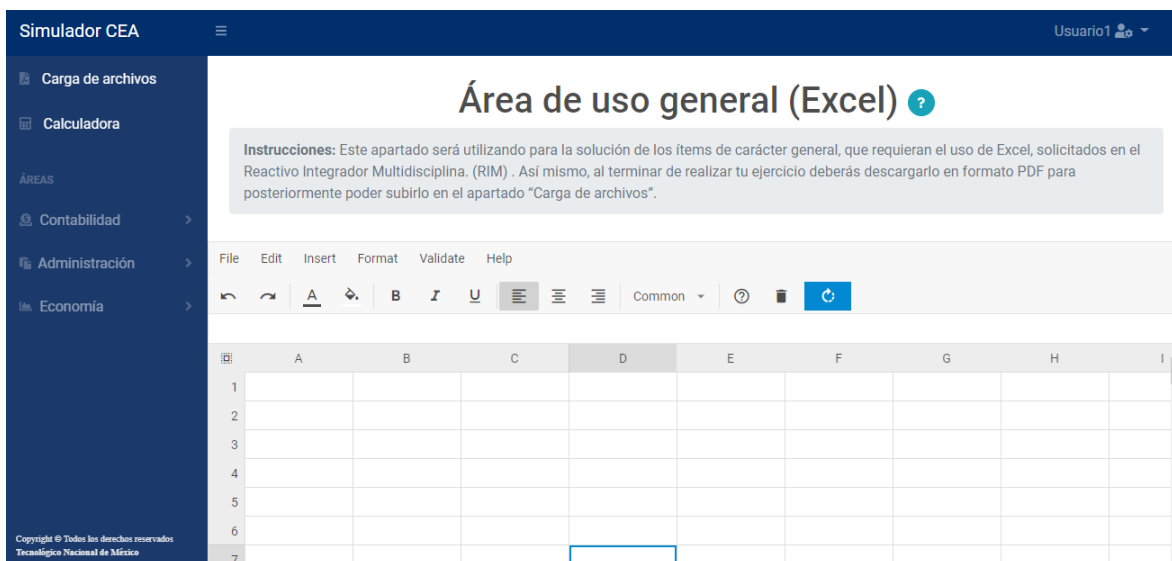 Simulador CEA
Usuario1
Carga de archivos
Calculadora
ÁREAS
Contabilidad
Administración
Economía
Copyright © Todos los derechos reservados
Tecnológico Nacional de México
Área de uso general (Excel) ?
Instrucciones: Este apartado será utilizando para la solución de los ítems de carácter general, que requieran el uso de Excel, solicitados en el
Reactivo Integrador Multidisciplina. (RIM) . Así mismo, al terminar de realizar tu ejercicio deberás descargarlo en formato PDF para
posteriormente poder subirlo en el apartado “Carga de archivos”.
File Edit Insert Format Validate Help
A B I U Common
A B C D E F G H I
1
2
3
4
5
6
7